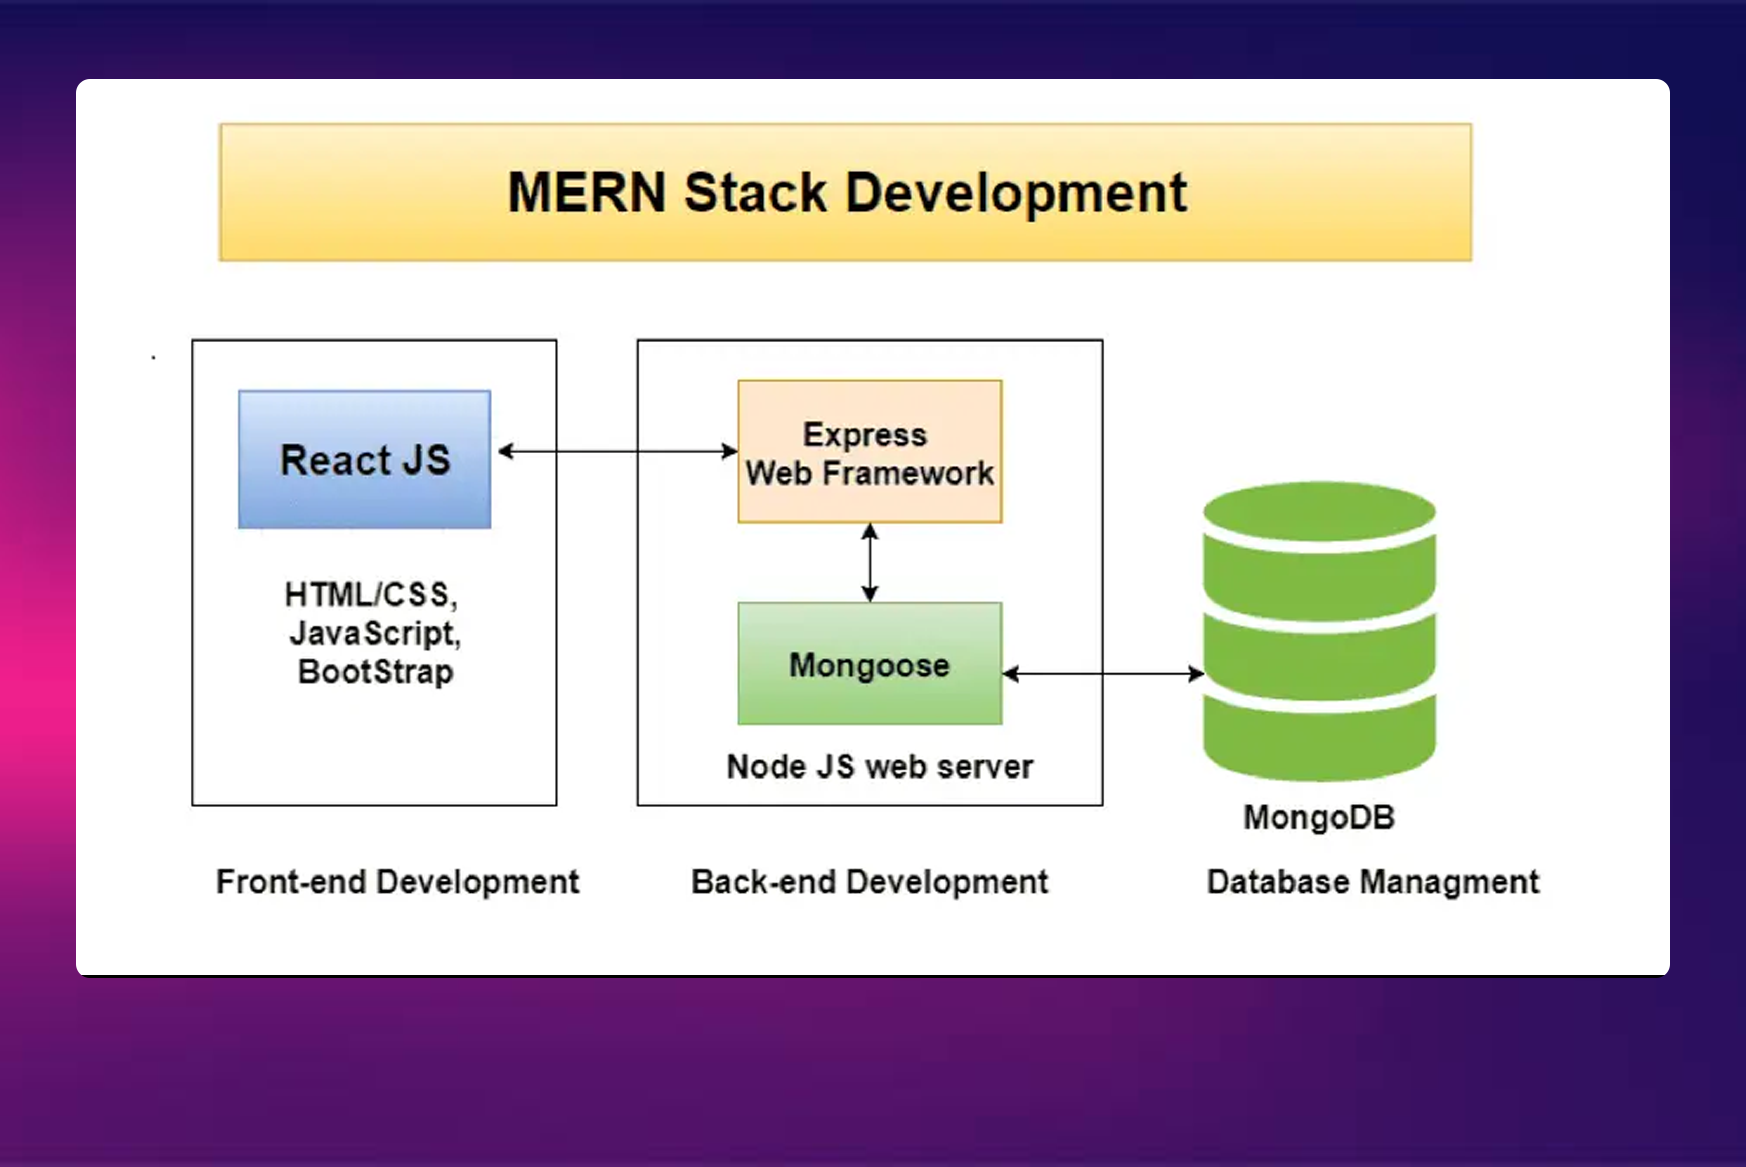 MERN Stack Development
React JS
HTML/CSS,
JavaScript,
BootStrap
Express
Web Framework
Mongoose
Node JS web server
MongoDB
Front-end Development
Back-end Development
Database Managment